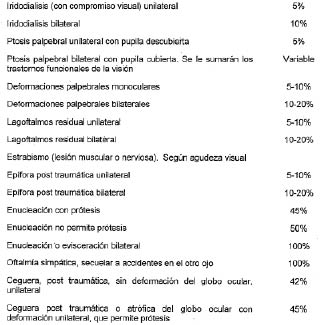 Iridodialisis (con compromiso visual) unilateral 5%
Iridodialisis bilateral 10%
Ptosis palpebral unilateral con pupila descubierta 5%
Ptosis palpebral bilateral con pupila cubierta. Se le sumarán los Variable
trastornos funcionales de la visión
Deformaciones palpebrales monoculares 5-10%
Deformaciones palpebrales bilaterales 10-20%
Lagoftalmos residual unilateral 5-10%
Lagoftalmos residual bilateral 10-20%
Estrabismo (lesión muscular o nerviosa). Según agudeza visual
Epífora post traumática unilateral 5-10%
Epífora post traumática bilateral 10-20%
Enucleación con prótesis 45%
Enucleación no permita prótesis 50%
Enucleación o evisceración bilateral 100%
Oftalmía simpática, secuelar a accidentes en el otro ojo 100%
Ceguera, post traumática, sin deformación del globo ocular, 42%
unilateral
Ceguera post traumática o atrófica del globo ocular con 45%
deformación unilateral, que permite prótesis